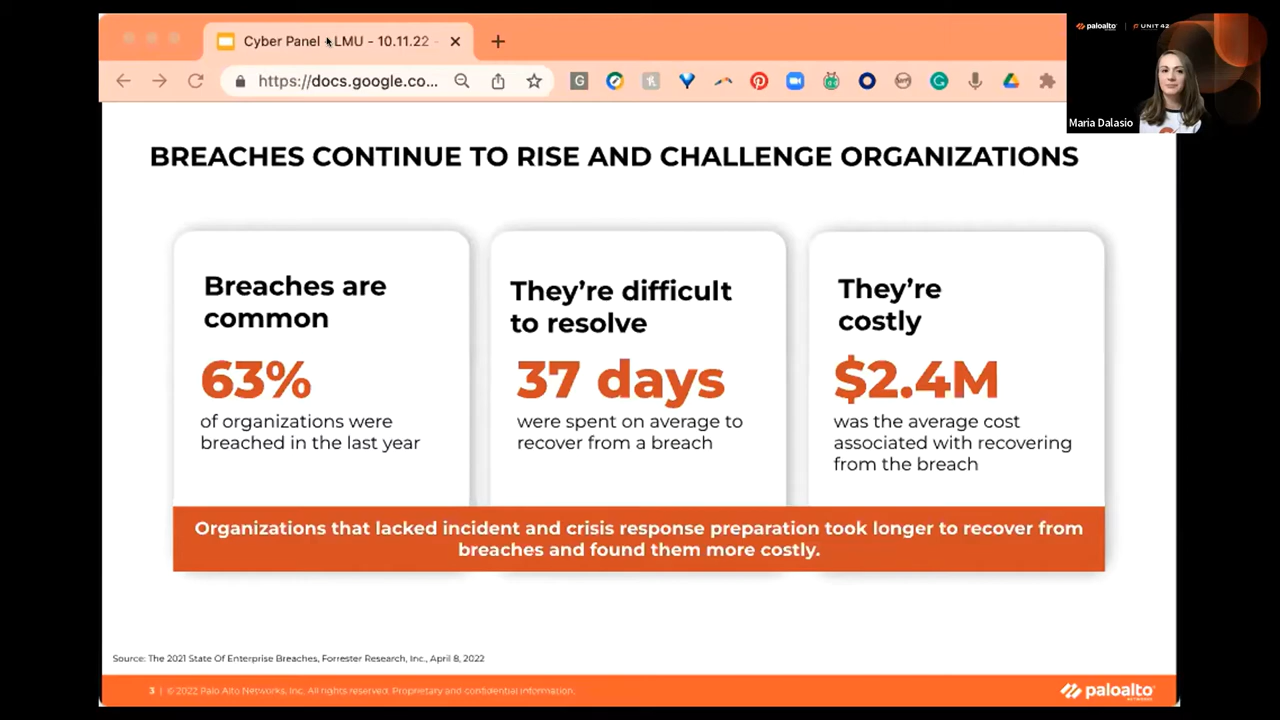 Cyber Panel - LMU - 10.11.22 -
https://docs.google.co...
paloalto | UNIT 42
Maria Dalasio
BREACHES CONTINUE TO RISE AND CHALLENGE ORGANIZATIONS
Breaches are
common
63%
of organizations were
breached in the last year
They're difficult
to resolve
37 days
were spent on average to
recover from a breach
They're
costly
$2.4M
was the average cost
associated with recovering
from the breach
Organizations that lacked incident and crisis response preparation took longer to recover from
breaches and found them more costly.
Source: The 2021 State Of Enterprise Breaches, Forrester Research, Inc., April 8, 2022
3 | © 2022 Palo Alto Networks, Inc. All rights reserved. Proprietary and confidential information.
paloalto